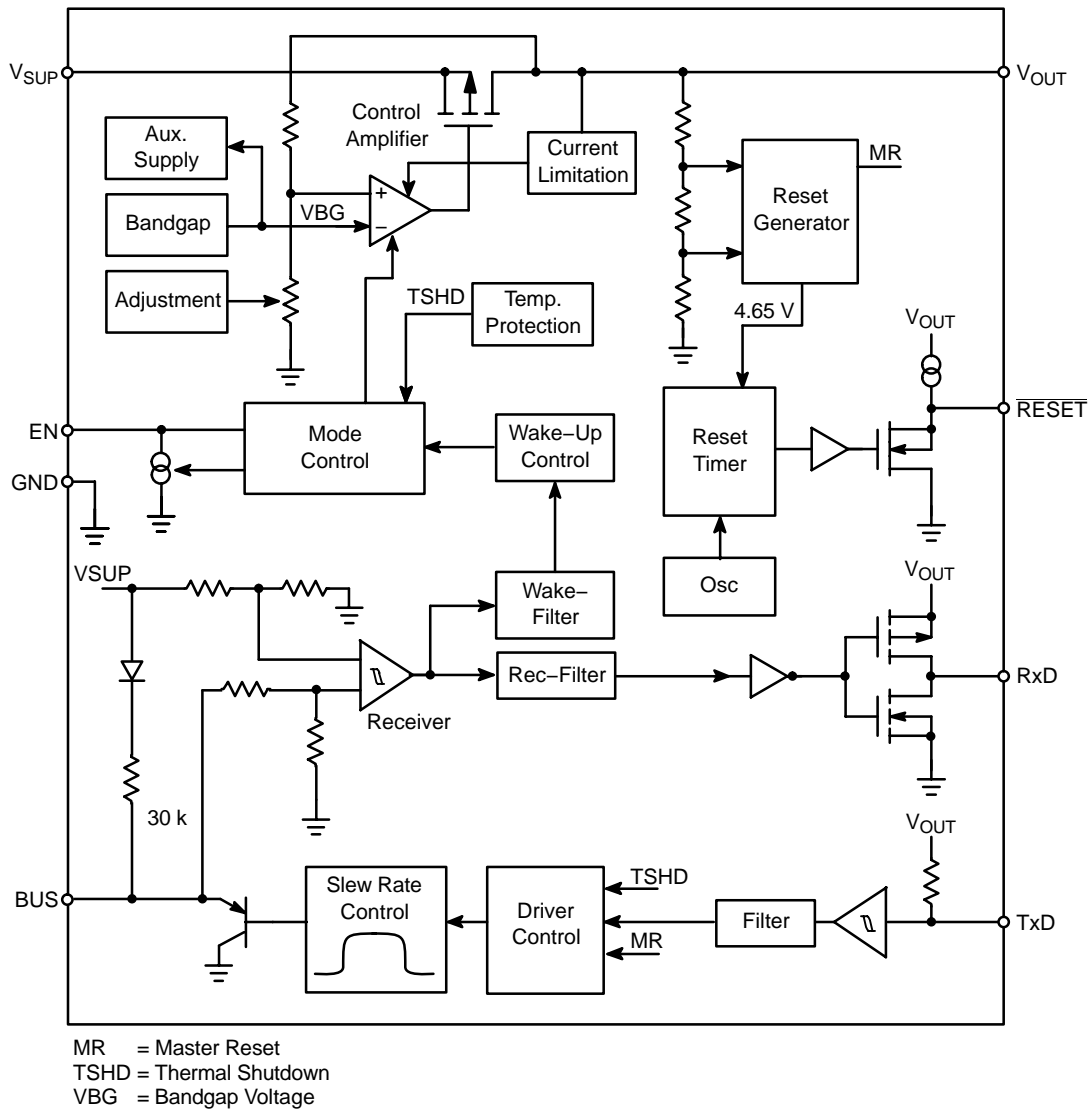 VSUP
VOUT
Control
Amplifier
Aux.
Supply
Current
Limitation
MR
Reset
Generator
+
VBG
−
Bandgap
Adjustment
TSHD
Temp.
Protection
4.65 V
VOUT
RESET
EN
Mode
Control
Wake–Up
Control
Reset
Timer
GND
VSUP
Wake–
Filter
Osc
VOUT
Rec–Filter
RxD
Receiver
30 k
VOUT
BUS
Slew Rate
Control
Driver
Control
TSHD
MR
Filter
TxD
MR = Master Reset
TSHD = Thermal Shutdown
VBG = Bandgap Voltage